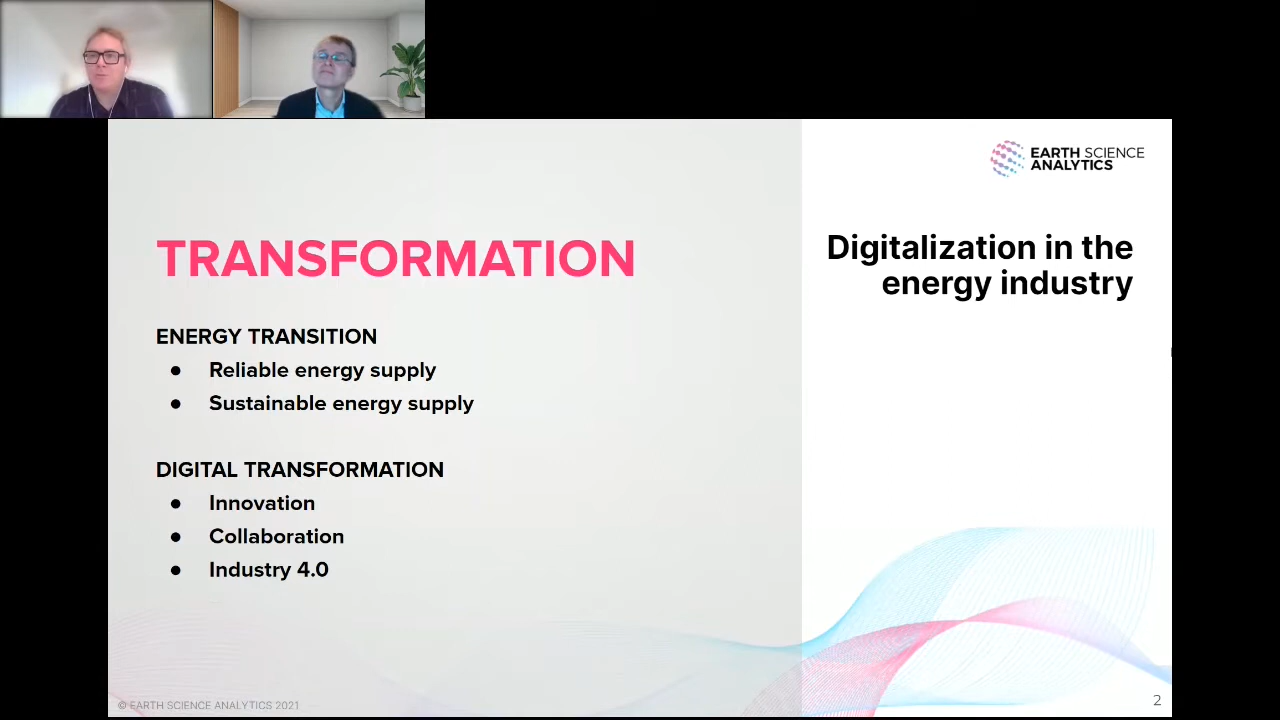 EARTH SCIENCE
ANALYTICS
TRANSFORMATION
Digitalization in the
energy industry
ENERGY TRANSITION
● Reliable energy supply
● Sustainable energy supply
DIGITAL TRANSFORMATION
● Innovation
● Collaboration
● Industry 4.0
© EARTH SCIENCE ANALYTICS 2021
2